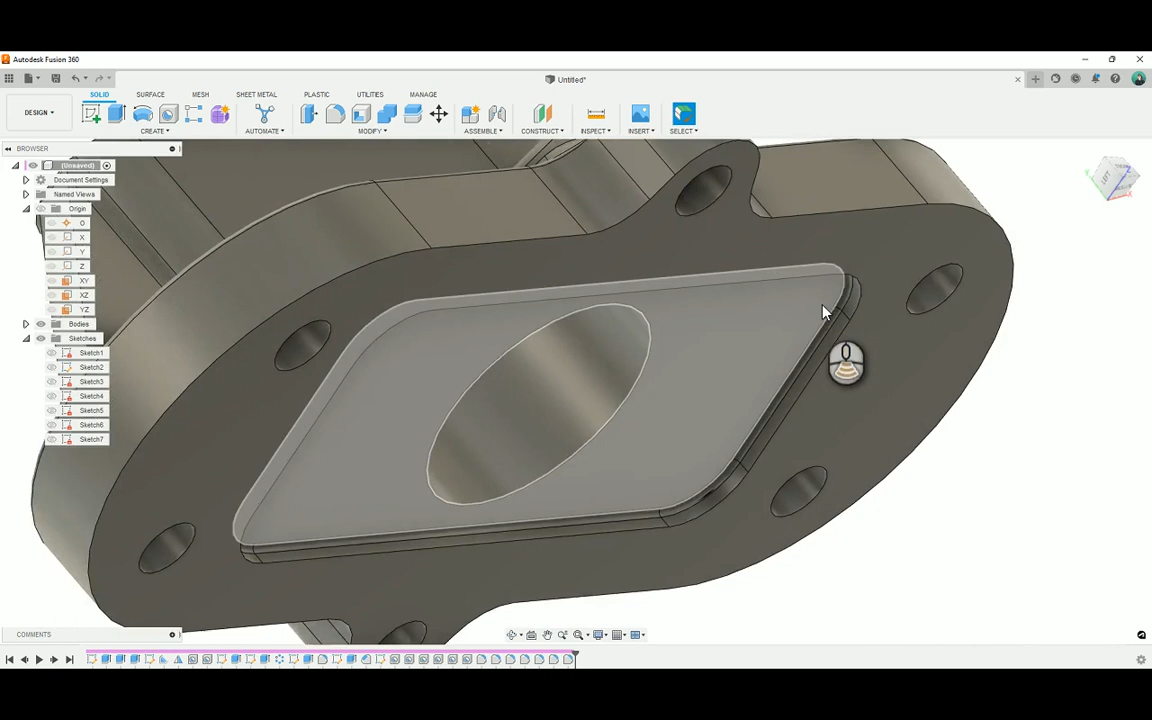 Autodesk Fusion 360
Untitled*
DESIGN
SOLID SURFACE MESH SHEET METAL PLASTIC UTILITIES MANAGE
CREATE AUTOMATE MODIFY ASSEMBLE CONSTRUCT INSPECT INSERT SELECT
BROWSER
(Unsaved)
Document Settings
Named Views
Origin
O
X
Y
Z
XY
XZ
YZ
Bodies
Sketches
Sketch1
Sketch2
Sketch3
Sketch4
Sketch5
Sketch6
Sketch7
LEFT
Z
Y
X
0
COMMENTS